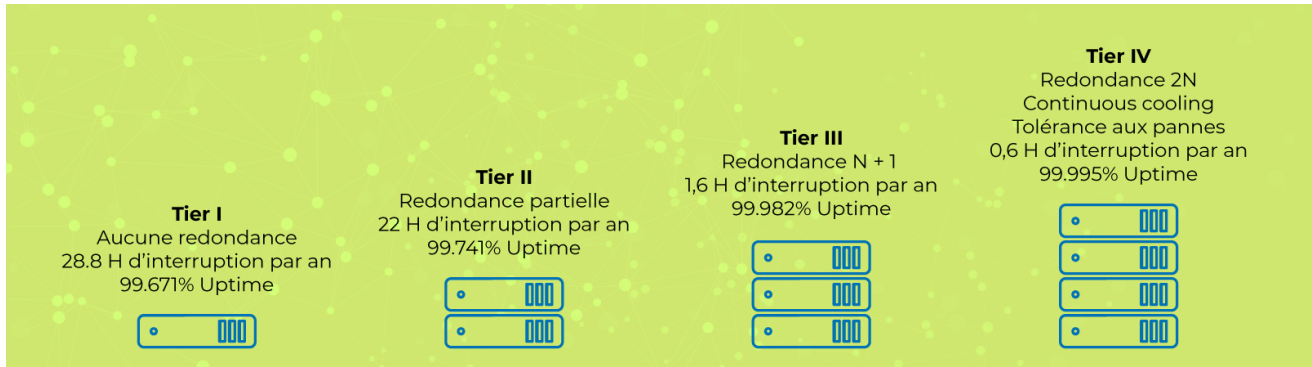 Tier I
Aucune redondance
28.8 H d'interruption par an
99.671% Uptime
Tier II
Redondance partielle
22 H d'interruption par an
99.741% Uptime
Tier III
Redondance N + 1
1,6 H d'interruption par an
99.982% Uptime
Tier IV
Redondance 2N
Continuous cooling
Tolérance aux pannes
0,6 H d'interruption par an
99.995% Uptime